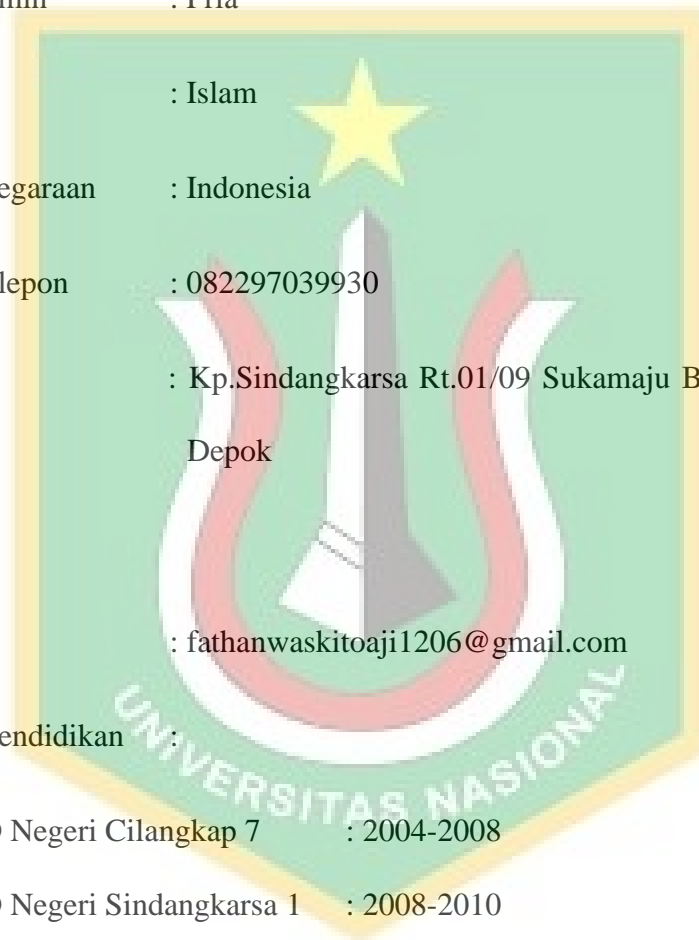 : Pria
: Islam
egaraan : Indonesia
lepon : 082297039930
: Kp.Sindangkarsa Rt.01/09 Sukamaju B
Depok
: fathanwaskitoaji1206@gmail.com
endidikan :
Negeri Cilangkap 7 : 2004-2008
Negeri Sindangkarsa 1 : 2008-2010
UNIVERSITAS NASIONAL